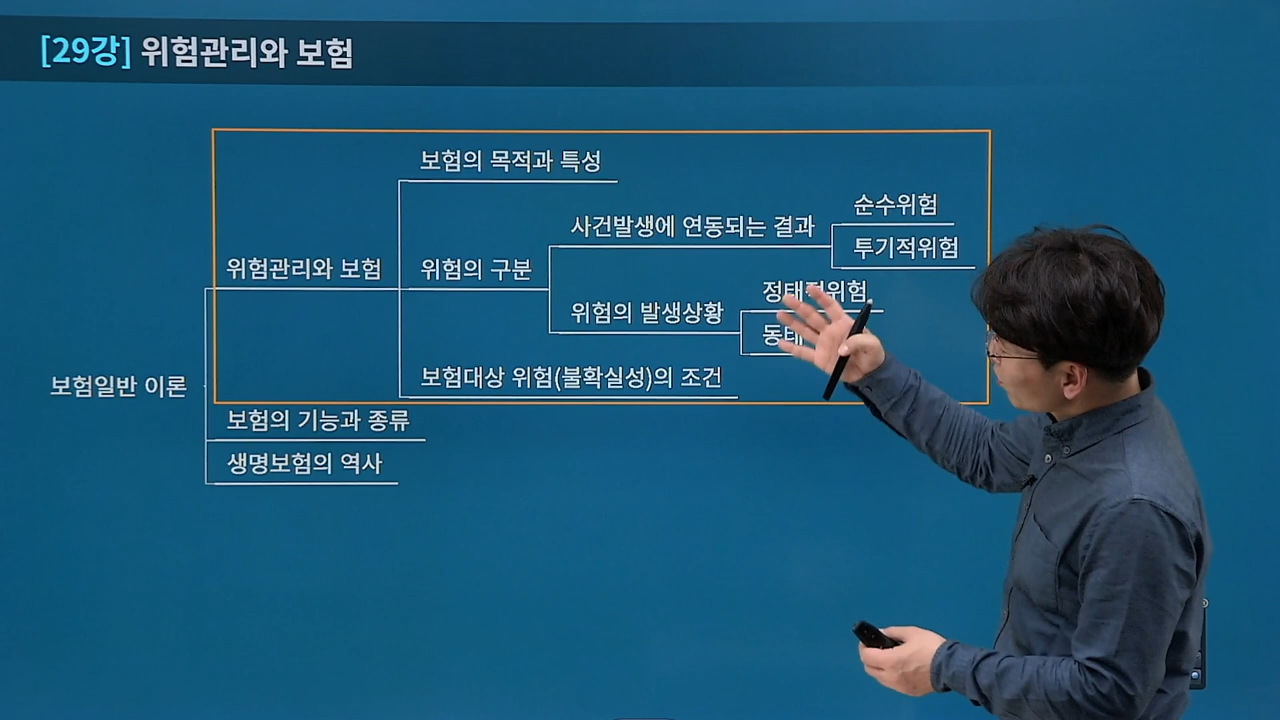 [29강] 위험관리와 보험
보험의 목적과 특성
순수위험
사건발생에 연동되는 결과
투기적위험
위험관리와 보험
위험의 구분
정태적위험
위험의 발생상황
동태
보험대상 위험(불확실성)의 조건
보험일반 이론
보험의 기능과 종류
생명보험의 역사